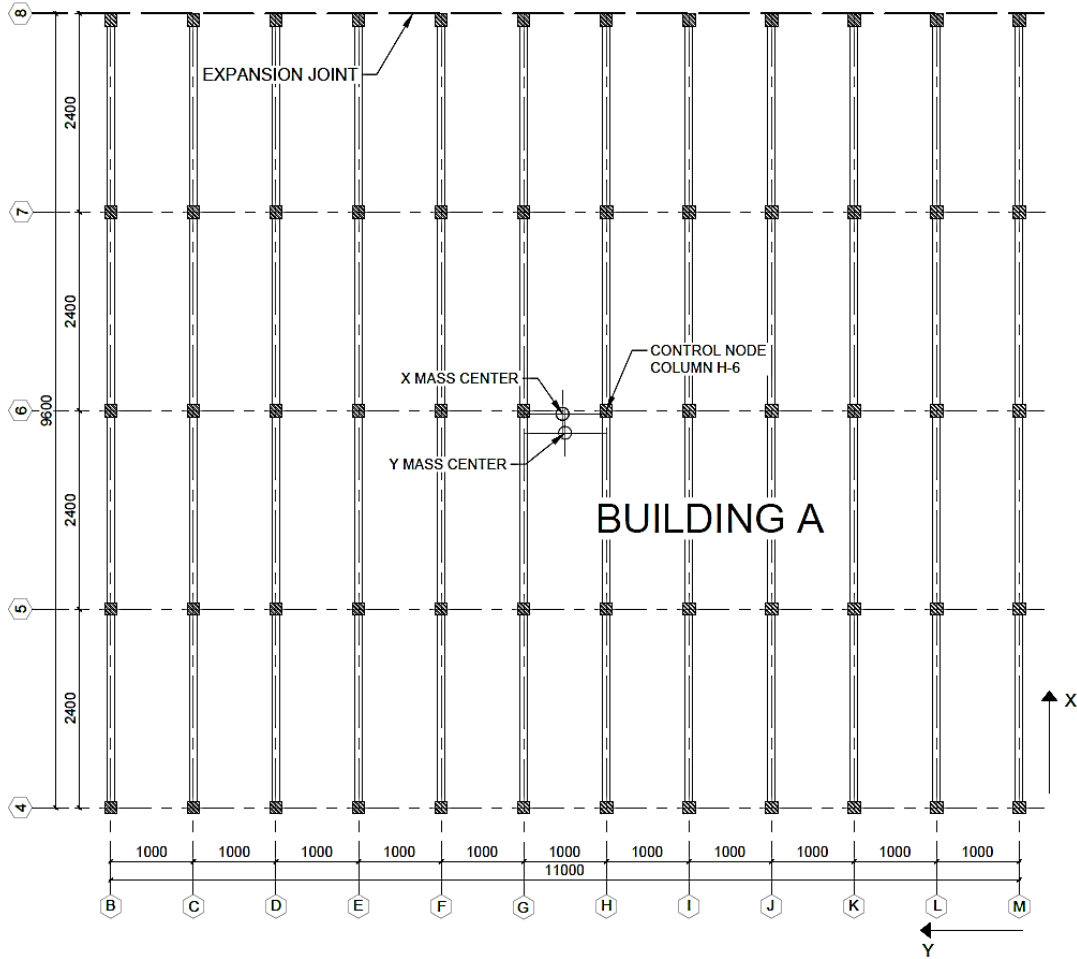 8
EXPANSION JOINT
2400
7
2400
CONTROL NODE
COLUMN H-6
X MASS CENTER
6
9600
Y MASS CENTER
BUILDING A
2400
5
2400
X
4
1000 1000 1000 1000 1000 1000 1000 1000 1000 1000 1000
11000
B C D E F G H I J K L M
Y